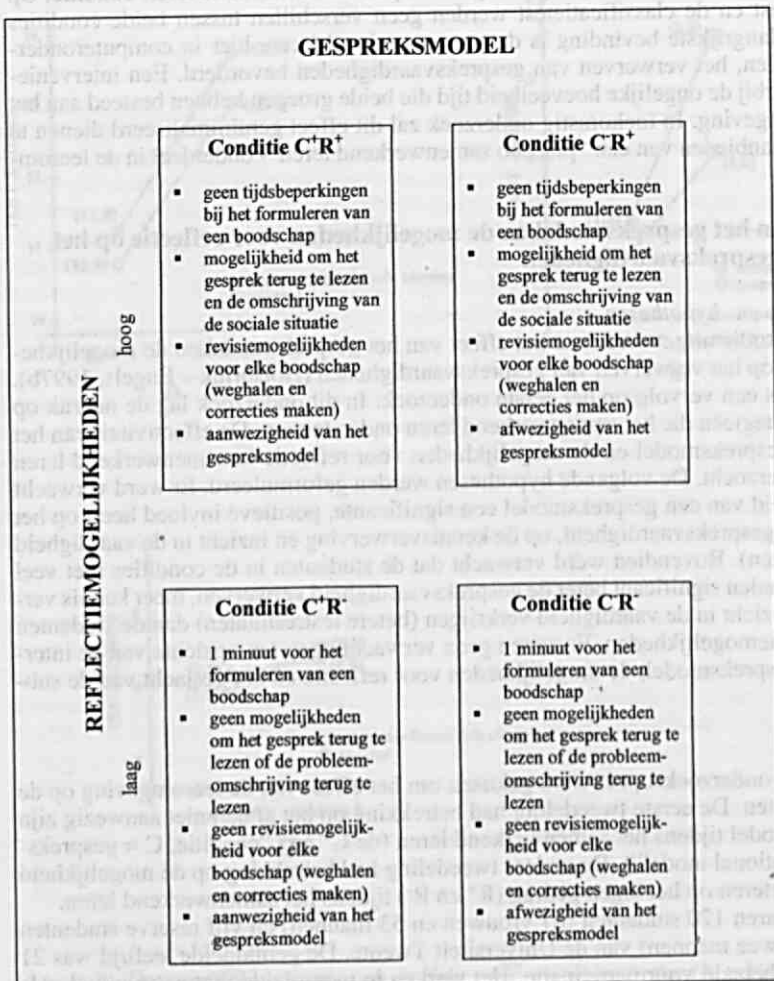 GESPREKSMODEL
REFLECTIEMOGELIJKHEDEN
hoog
Conditie C⁺R⁺
▪ geen tijdsbeperkingen
bij het formuleren van
een boodschap
▪ mogelijkheid om het
gesprek terug te lezen
en de omschrijving van
de sociale situatie
▪ revisiemogelijkheden
voor elke boodschap
(weghalen en
correcties maken)
▪ aanwezigheid van het
gespreksmodel
Conditie C⁻R⁺
▪ geen tijdsbeperkingen
bij het formuleren van
een boodschap
▪ mogelijkheid om het
gesprek terug te lezen
en de omschrijving van
de sociale situatie
▪ revisiemogelijkheden
voor elke boodschap
(weghalen en
correcties maken)
▪ afwezigheid van het
gespreksmodel
laag
Conditie C⁺R⁻
▪ 1 minuut voor het
formuleren van een
boodschap
▪ geen mogelijkheden
om het gesprek terug te
lezen of de probleem-
omschrijving terug te
lezen
▪ geen revisiemogelijk-
heid voor elke
boodschap (weghalen
en correcties maken)
▪ aanwezigheid van het
gespreksmodel
Conditie C⁻R⁻
▪ 1 minuut voor het
formuleren van een
boodschap
▪ geen mogelijkheden
om het gesprek terug te
lezen of de probleem-
omschrijving terug te
lezen
▪ geen revisiemogelijk-
heid voor elke
boodschap (weghalen
en correcties maken)
▪ afwezigheid van het
gespreksmodel